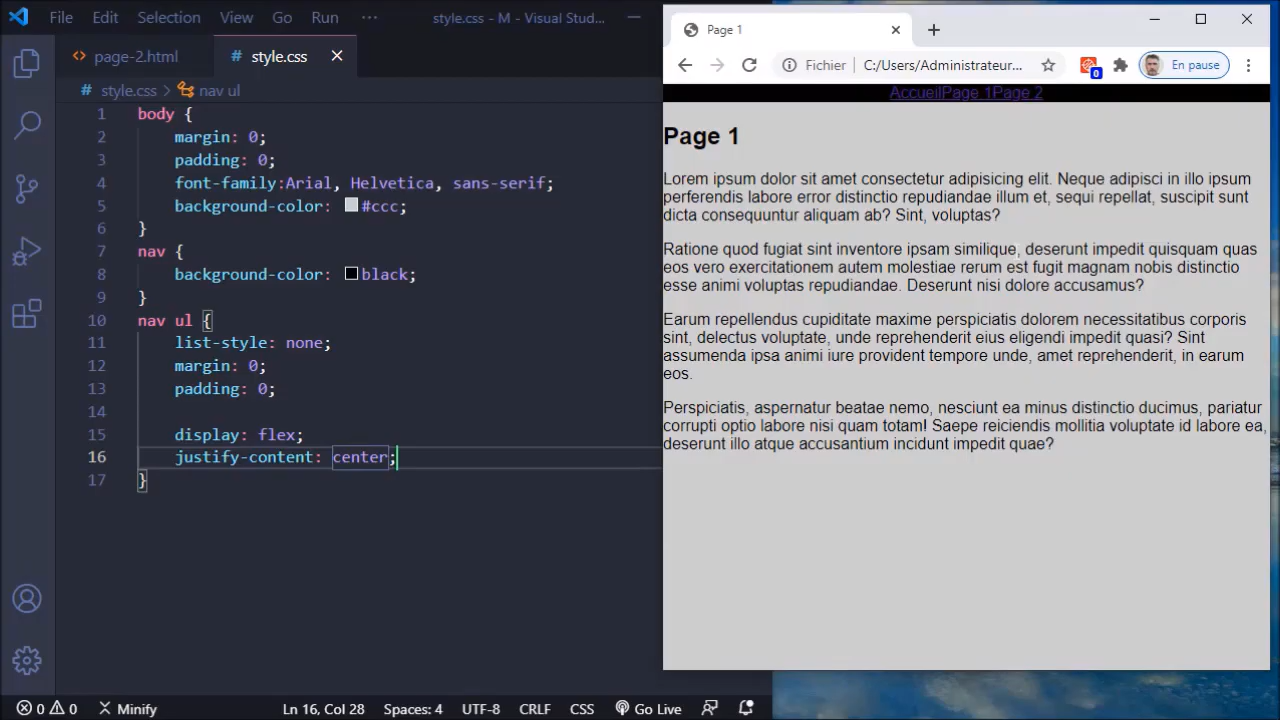 File Edit Selection View Go Run ··· style.css - M - Visual Stud...
page-2.html # style.css
# style.css > nav ul
1 body {
2 margin: 0;
3 padding: 0;
4 font-family:Arial, Helvetica, sans-serif;
5 background-color: #ccc;
6 }
7 nav {
8 background-color: black;
9 }
10 nav ul {
11 list-style: none;
12 margin: 0;
13 padding: 0;
14
15 display: flex;
16 justify-content: center;
17 }
0 0 Minify Ln 16, Col 28 Spaces: 4 UTF-8 CRLF CSS Go Live
Page 1
Fichier C:/Users/Administrateur... 0 En pause
AccueilPage 1Page 2
Page 1
Lorem ipsum dolor sit amet consectetur adipisicing elit. Neque adipisci in illo ipsum
perferendis labore error distinctio repudiandae illum et, sequi repellat, suscipit sunt
dicta consequuntur aliquam ab? Sint, voluptas?
Ratione quod fugiat sint inventore ipsam similique, deserunt impedit quisquam quas
eos vero exercitationem autem molestiae rerum est fugit magnam nobis distinctio
esse animi voluptas repudiandae. Deserunt nisi dolore accusamus?
Earum repellendus cupiditate maxime perspiciatis dolorem necessitatibus corporis
sint, delectus voluptate, unde reprehenderit eius eligendi impedit quasi? Sint
assumenda ipsa animi iure provident tempore unde, amet reprehenderit, in earum
eos.
Perspiciatis, aspernatur beatae nemo, nesciunt ea minus distinctio ducimus, pariatur
corrupti optio labore nisi quam totam! Saepe reiciendis mollitia voluptate id labore ea,
deserunt illo atque accusantium incidunt impedit quae?